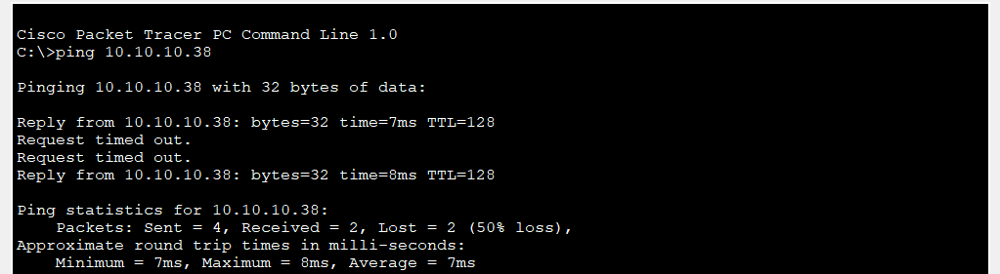 Cisco Packet Tracer PC Command Line 1.0
C:\>ping 10.10.10.38
Pinging 10.10.10.38 with 32 bytes of data:
Reply from 10.10.10.38: bytes=32 time=7ms TTL=128
Request timed out.
Request timed out.
Reply from 10.10.10.38: bytes=32 time=8ms TTL=128
Ping statistics for 10.10.10.38:
Packets: Sent = 4, Received = 2, Lost = 2 (50% loss),
Approximate round trip times in milli-seconds:
Minimum = 7ms, Maximum = 8ms, Average = 7ms